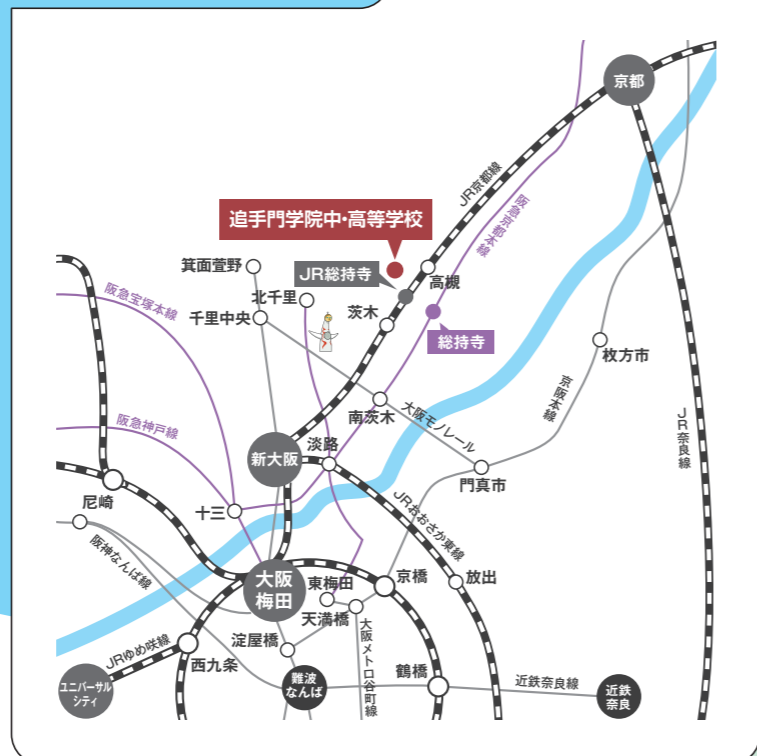 京都
JR京都線
阪急京都本線
追手門学院中・高等学校
箕面萱野
JR総持寺
高槻
阪急宝塚本線
北千里
千里中央
茨木
総持寺
枚方市
京阪本線
南茨木
大阪モノレール
JR奈良線
阪急神戸線
新大阪
淡路
門真市
尼崎
十三
JRおおさか東線
阪神なんば線
大阪
梅田
東梅田
京橋
放出
天満橋
淀屋橋
大阪メトロ谷町線
JRゆめ咲線
西九条
鶴橋
ユニバーサル
シティ
難波
なんば
近鉄奈良線
近鉄
奈良